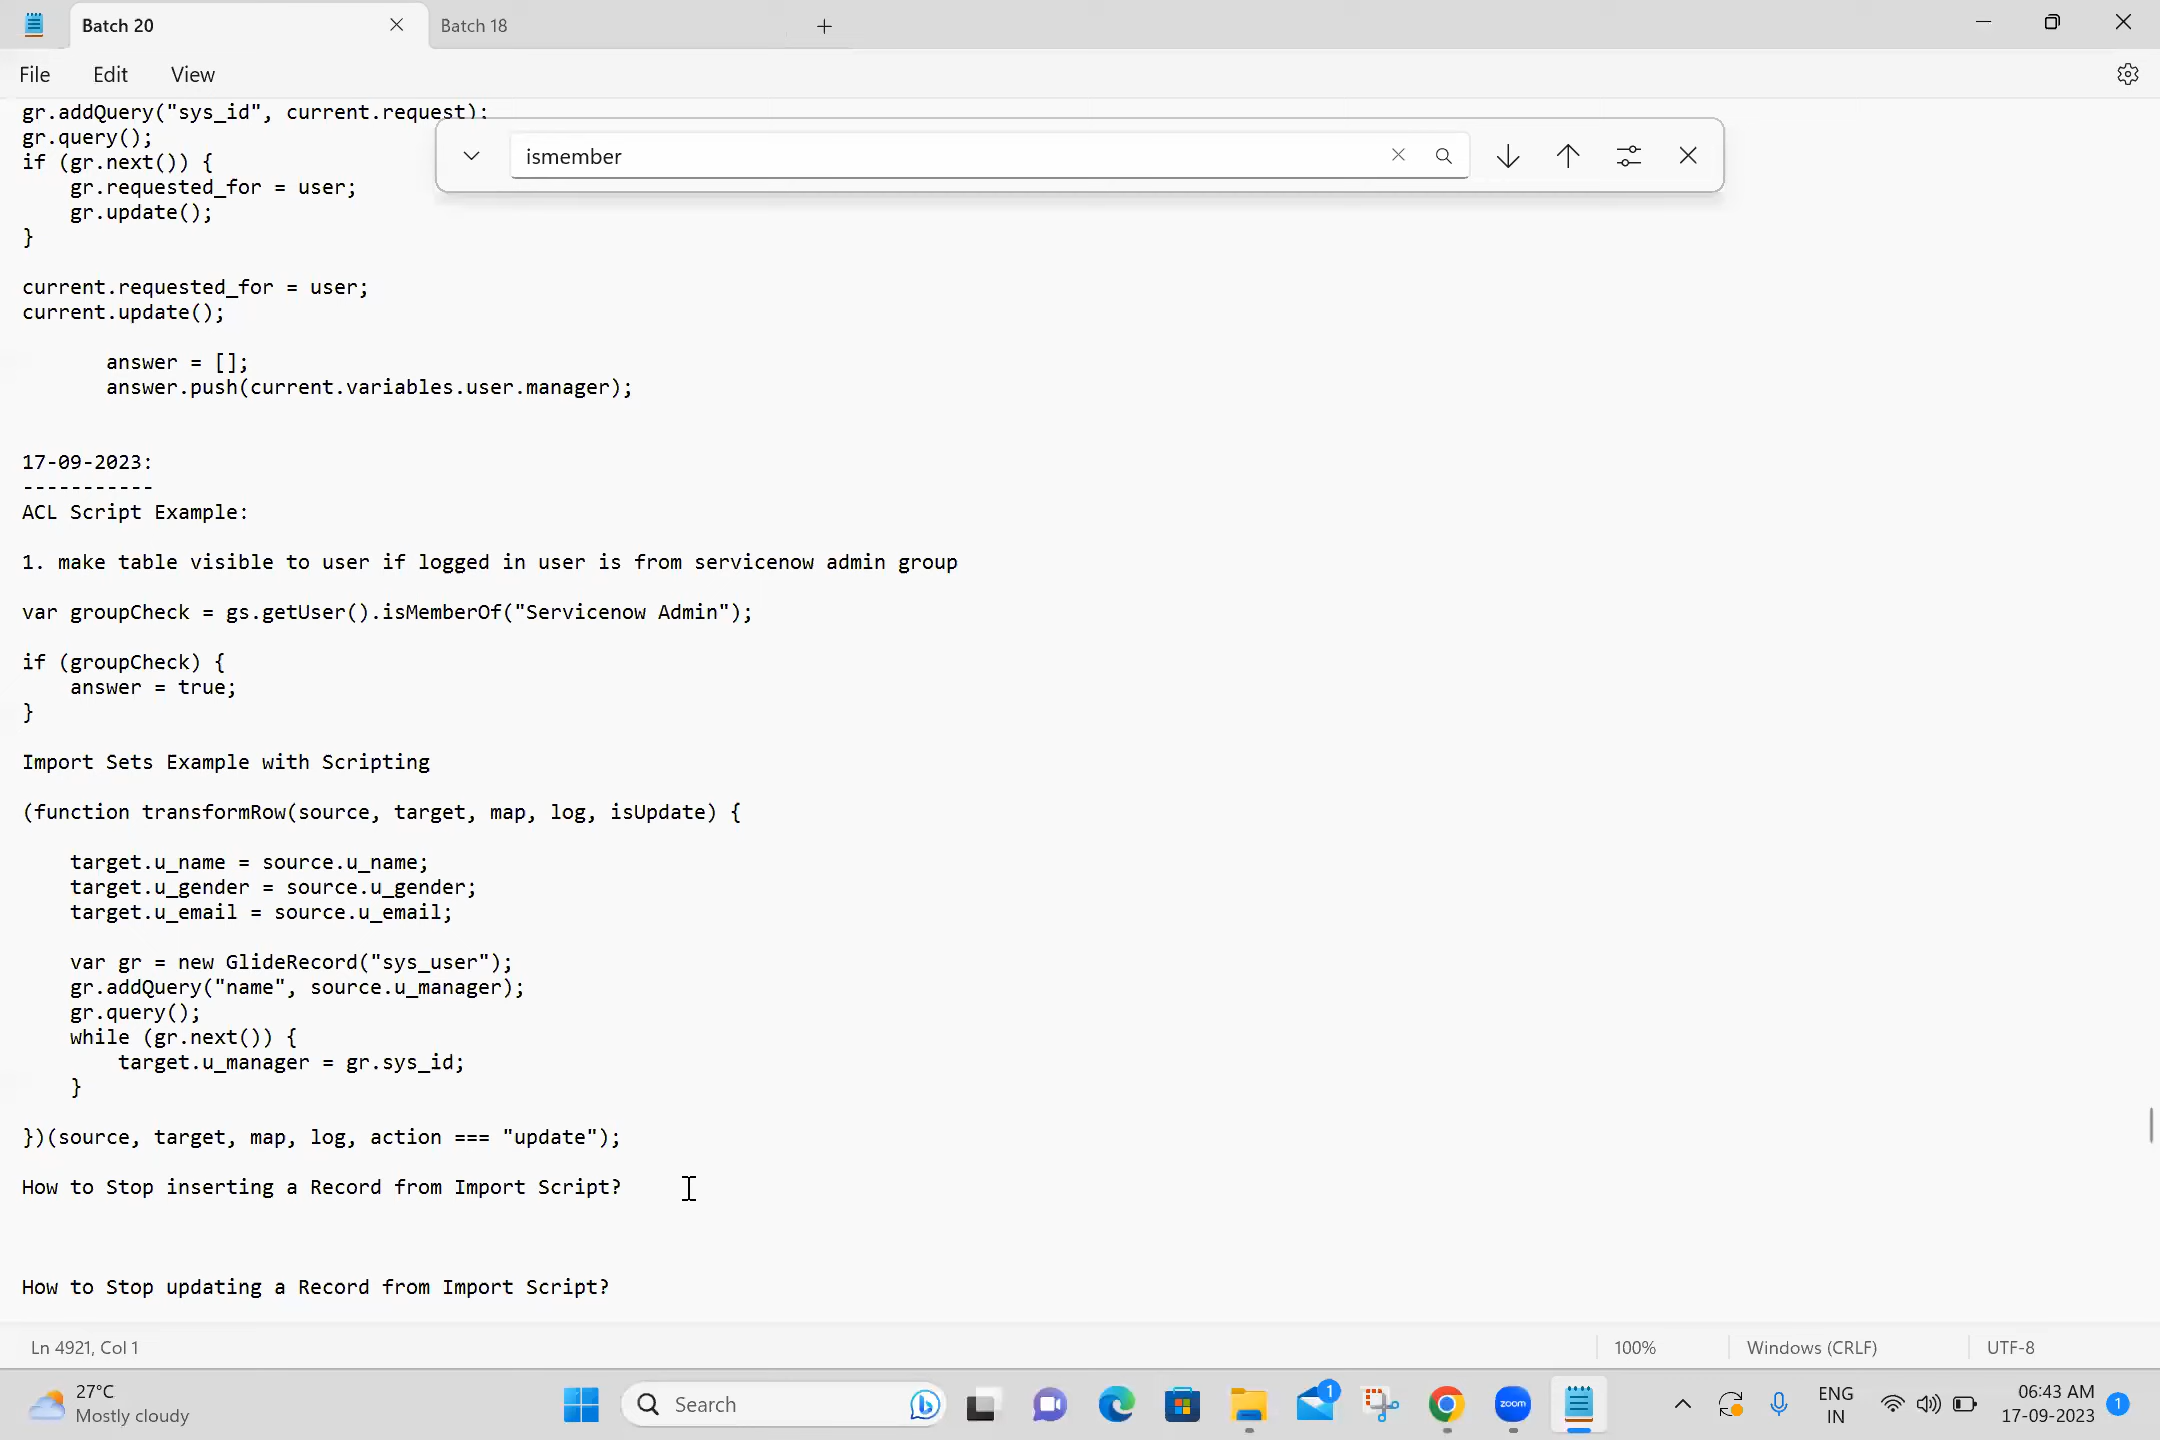 Batch 20
Batch 18
File Edit View
gr.addQuery("sys_id", current.request);
ismember
gr.query();
if (gr.next()) {
    gr.requested_for = user;
    gr.update();
}
current.requested_for = user;
current.update();
answer = [];
answer.push(current.variables.user.manager);
17-09-2023:
-----------
ACL Script Example:
1. make table visible to user if logged in user is from servicenow admin group
var groupCheck = gs.getUser().isMemberOf("Servicenow Admin");
if (groupCheck) {
    answer = true;
}
Import Sets Example with Scripting
(function transformRow(source, target, map, log, isUpdate) {
    target.u_name = source.u_name;
    target.u_gender = source.u_gender;
    target.u_email = source.u_email;
    var gr = new GlideRecord("sys_user");
    gr.addQuery("name", source.u_manager);
    gr.query();
    while (gr.next()) {
        target.u_manager = gr.sys_id;
    }
})(source, target, map, log, action === "update");
How to Stop inserting a Record from Import Script?
How to Stop updating a Record from Import Script?
Ln 4921, Col 1
100%
Windows (CRLF)
UTF-8
27°C
Mostly cloudy
Search
1
zoom
ENG
IN
06:43 AM
17-09-2023
1